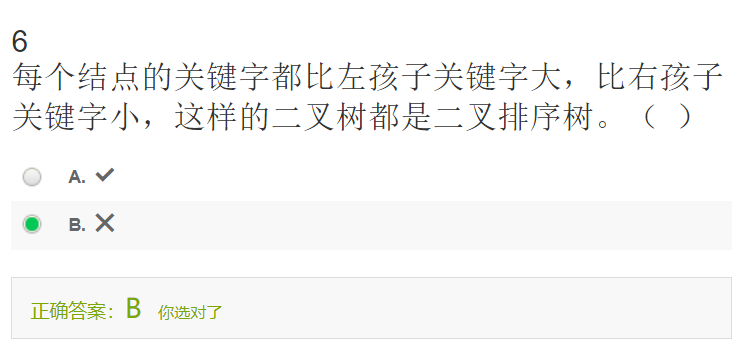 6
每个结点的关键字都比左孩子关键字大，比右孩子
关键字小，这样的二叉树都是二叉排序树。（ ）
A. ✔
B. ✕
正确答案：B 你选对了